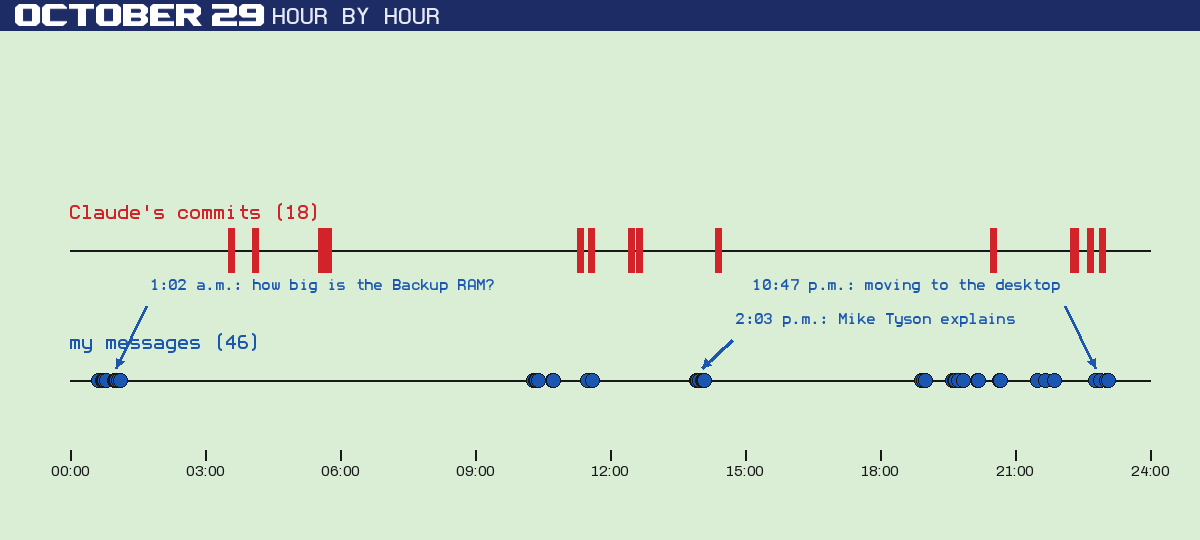 OCTOBER 29 HOUR BY HOUR
Claude's commits (18)
1:02 a.m.: how big is the Backup RAM?
10:47 p.m.: moving to the desktop
2:03 p.m.: Mike Tyson explains
my messages (46)
00:00 03:00 06:00 09:00 12:00 15:00 18:00 21:00 24:00